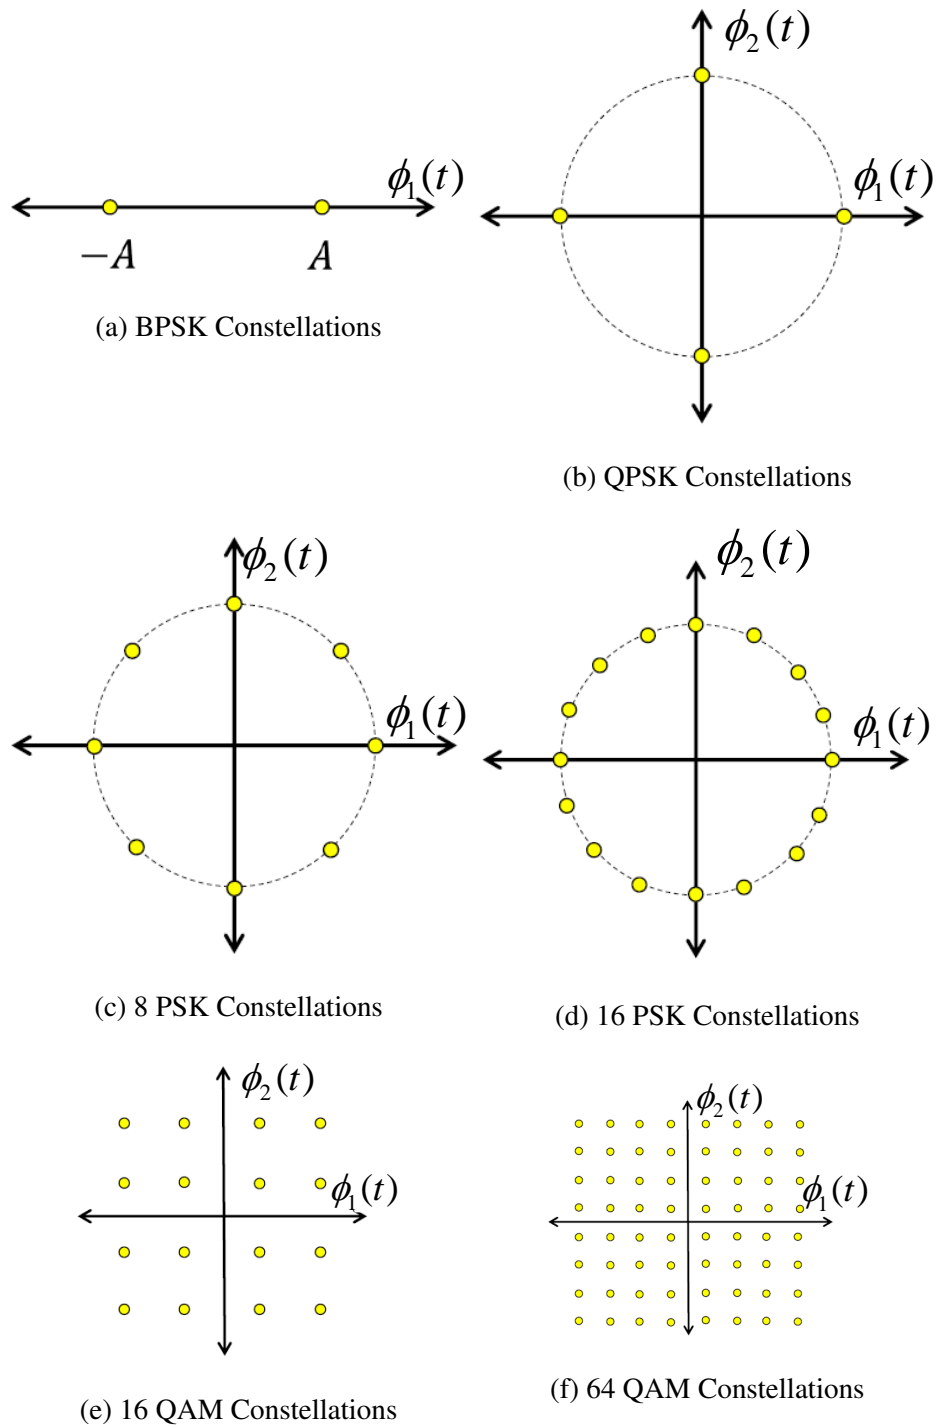 ϕ₂(t)
ϕ₁(t)
−A A
(a) BPSK Constellations
ϕ₁(t)
(b) QPSK Constellations
ϕ₂(t)
ϕ₁(t)
(c) 8 PSK Constellations
ϕ₂(t)
ϕ₁(t)
(d) 16 PSK Constellations
ϕ₂(t)
ϕ₁(t)
(e) 16 QAM Constellations
ϕ₂(t)
ϕ₁(t)
(f) 64 QAM Constellations